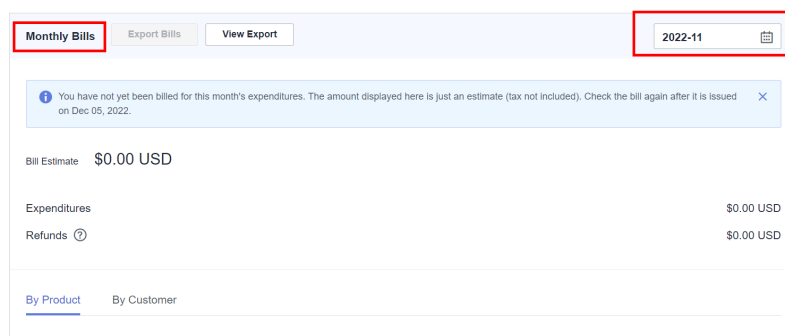 Monthly Bills Export Bills View Export 2022-11
You have not yet been billed for this month's expenditures. The amount displayed here is just an estimate (tax not included). Check the bill again after it is issued
on Dec 05, 2022.
Bill Estimate $0.00 USD
Expenditures $0.00 USD
Refunds $0.00 USD
By Product By Customer